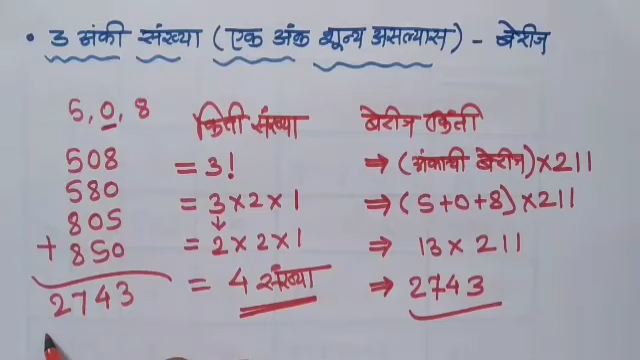 • 3 अंकी संख्या (एक अंक शून्य असल्यास) - बेरीज
5, 0, 8 किती संख्या बेरीज किती
508 = 3! ⇒ (अंकाची बेरीज) × 211
580 = 3 × 2 × 1 ⇒ (5+0+8) × 211
805 ↓
+ 850 = 2 × 2 × 1 ⇒ 13 × 211
2743 = 4 संख्या ⇒ 2743